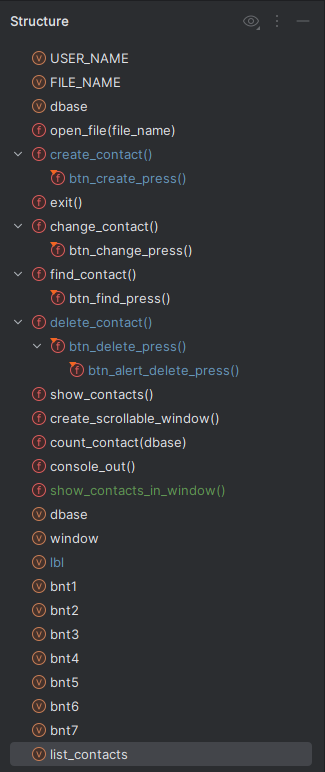 Structure
USER_NAME
FILE_NAME
dbase
open_file(file_name)
create_contact()
btn_create_press()
exit()
change_contact()
btn_change_press()
find_contact()
btn_find_press()
delete_contact()
btn_delete_press()
btn_alert_delete_press()
show_contacts()
create_scrollable_window()
count_contact(dbase)
console_out()
show_contacts_in_window()
dbase
window
lbl
bnt1
bnt2
bnt3
bnt4
bnt5
bnt6
bnt7
list_contacts